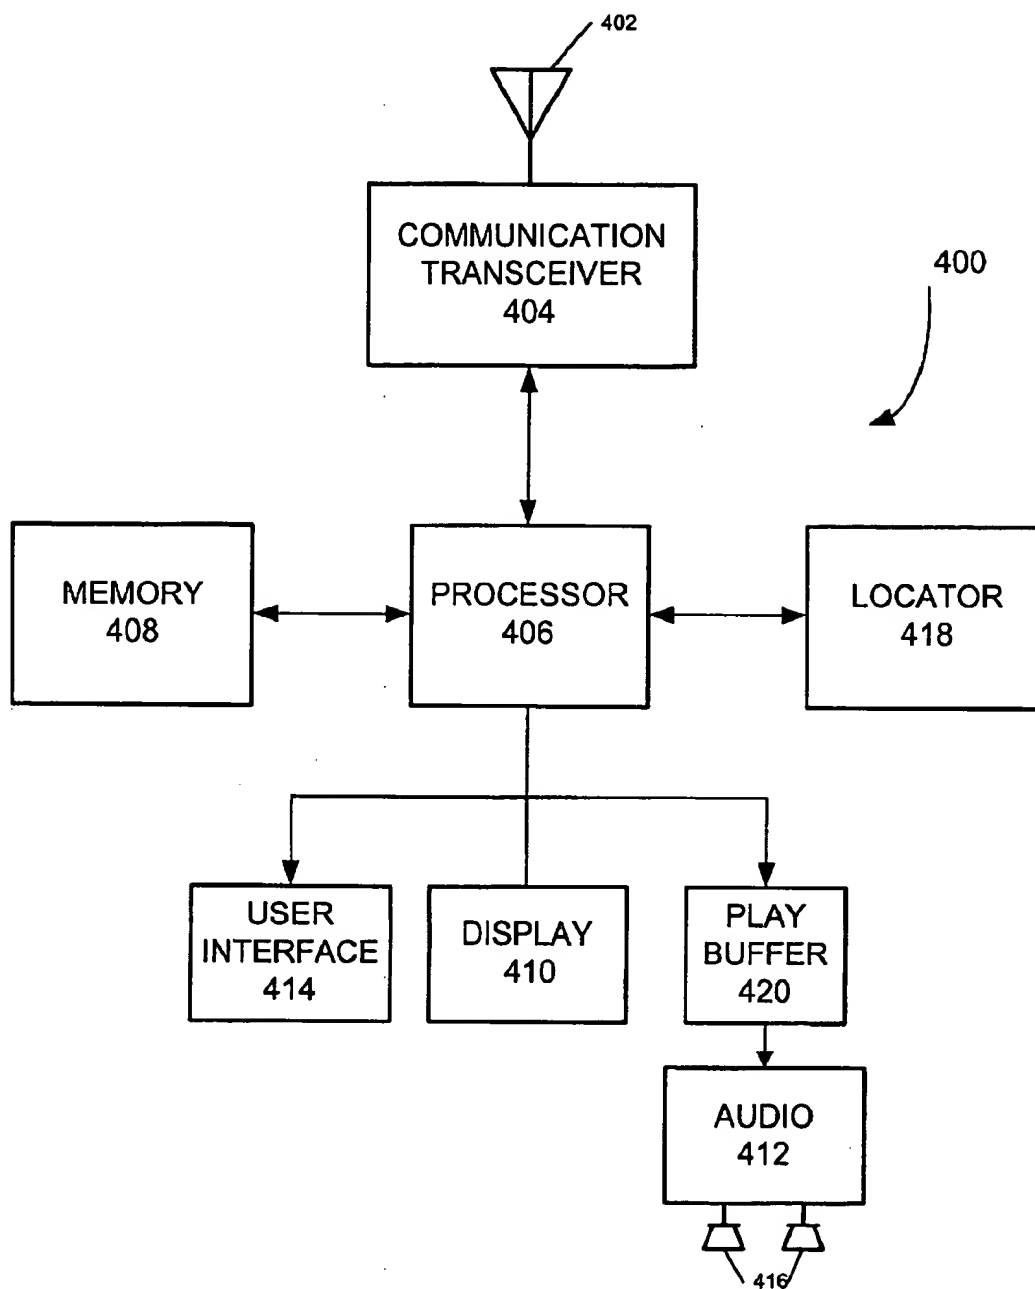 402
COMMUNICATION
TRANSCEIVER
404
400
MEMORY
408
PROCESSOR
406
LOCATOR
418
USER
INTERFACE
414
DISPLAY
410
PLAY
BUFFER
420
AUDIO
412
416